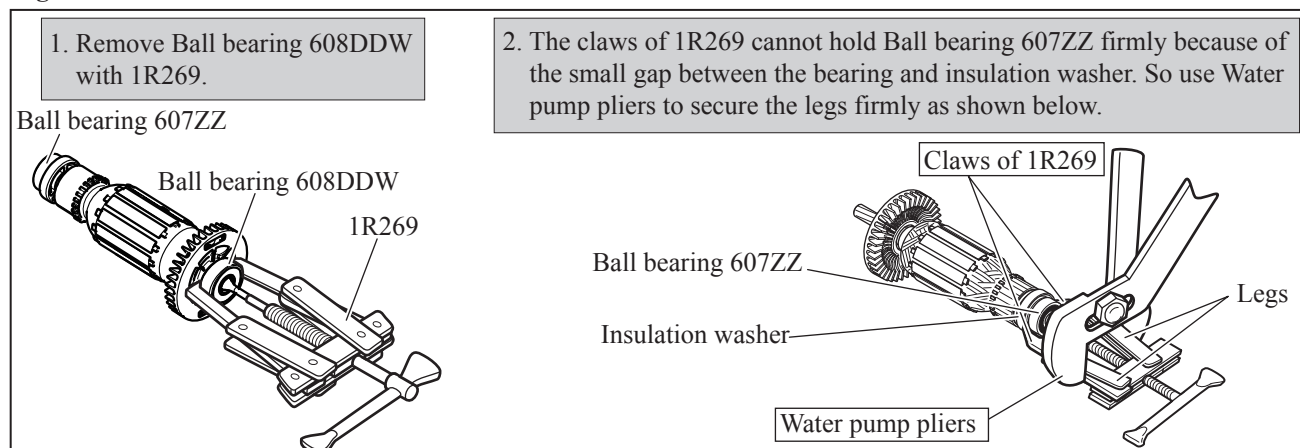 1. Remove Ball bearing 608DDW
with 1R269.
Ball bearing 607ZZ
Ball bearing 608DDW
1R269
2. The claws of 1R269 cannot hold Ball bearing 607ZZ firmly because of
the small gap between the bearing and insulation washer. So use Water
pump pliers to secure the legs firmly as shown below.
Claws of 1R269
Ball bearing 607ZZ
Insulation washer
Legs
Water pump pliers